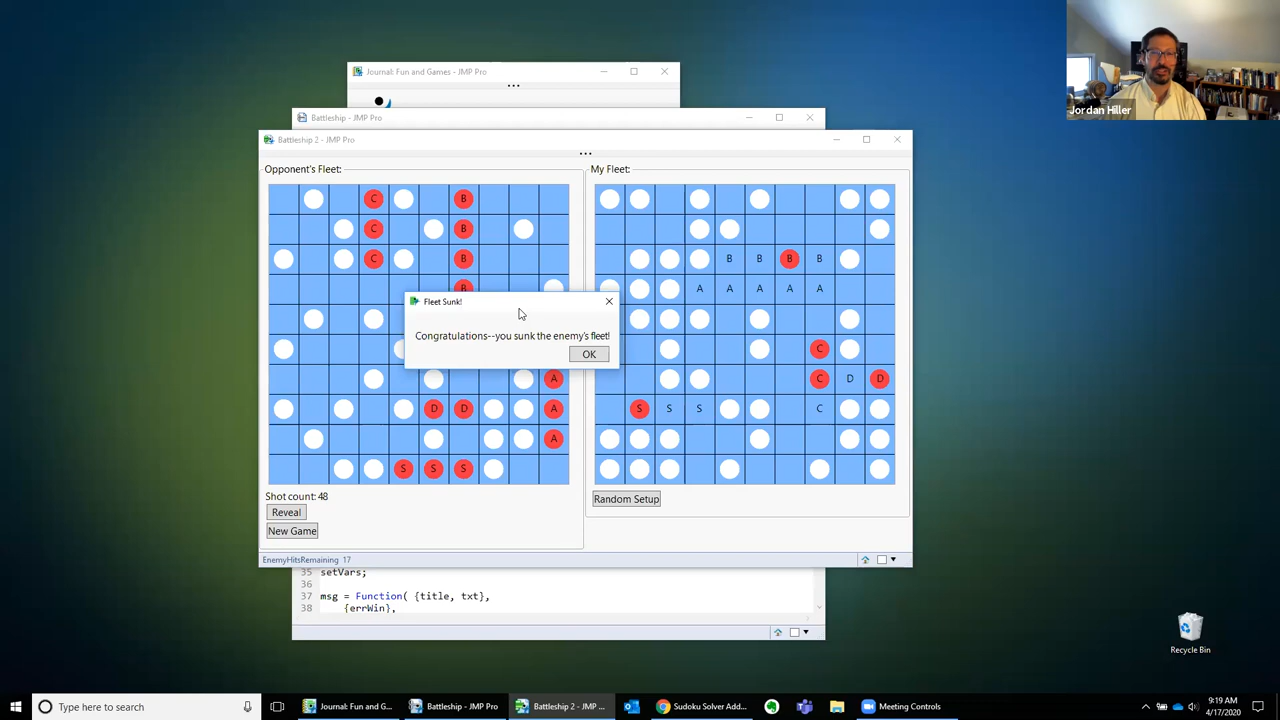 Journal: Fun and Games - JMP Pro
Battleship - JMP Pro
Battleship 2 - JMP Pro
Opponent's Fleet:
My Fleet:
C B
C B
C B
B
A
D D A
A
S S S
B B B B
A A A A A
C
C D D
S S S C
Fleet Sunk!
Congratulations--you sunk the enemy's fleet!
OK
Shot count: 48
Reveal
New Game
Random Setup
EnemyHitsRemaining 17
35 setVars;
36
37 msg = Function( {title, txt},
38 {errWin},
Jordan Hiller
Recycle Bin
Type here to search
Journal: Fun and G...
Battleship - JMP Pro
Battleship 2 - JMP ...
Sudoku Solver Add...
Meeting Controls
9:19 AM
4/17/2020